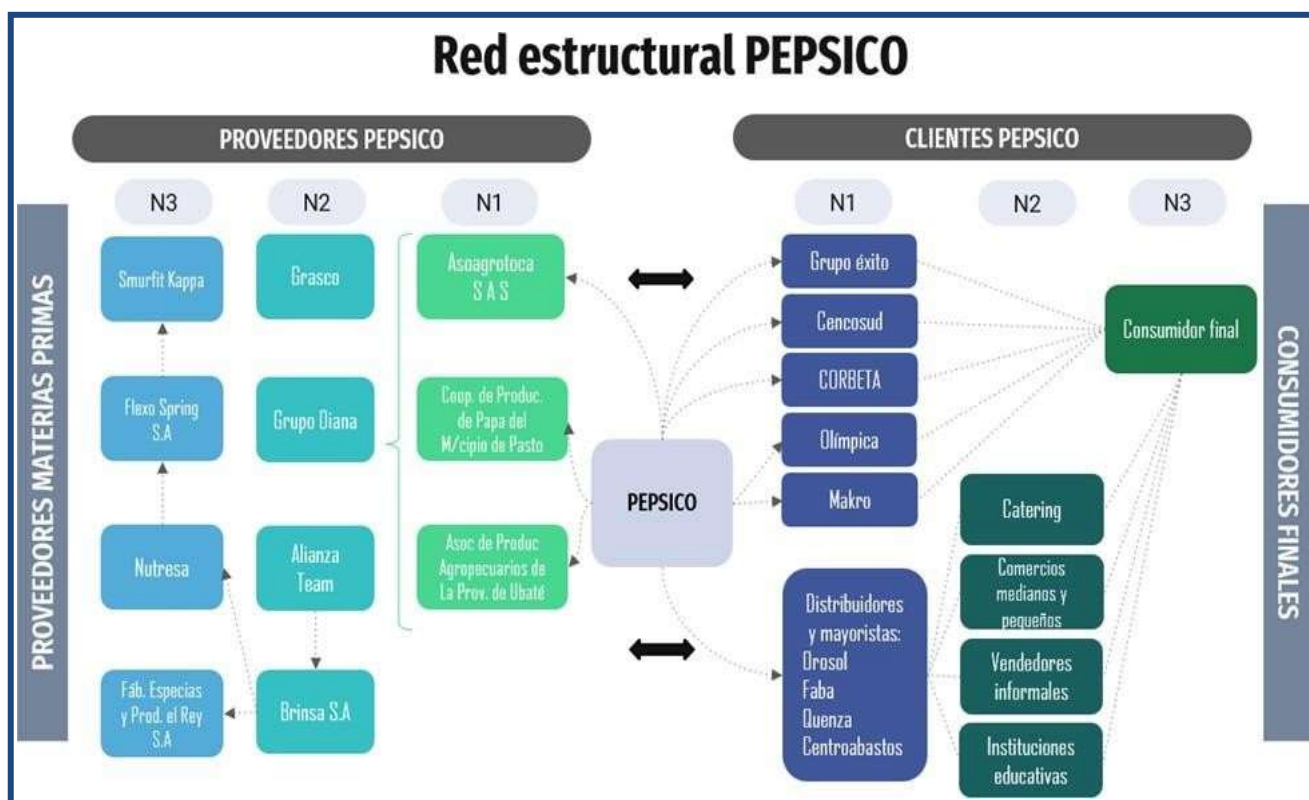 Red estructural PEPSICO
PROVEEDORES PEPSICO
CLIENTES PEPSICO
N3
N2
N1
N1
N2
N3
PROVEEDORES MATERIAS PRIMAS
Smurfit Kappa
Flexo Spring
S.A
Nutresa
Fáb. Especias
y Prod. el Rey
S.A
Grasco
Grupo Diana
Alianza
Team
Brinsa S.A
Asoagrotoca
S A S
Coop. de Produc.
de Papa del
M/cipio de Pasto
Asoc de Produc
Agropecuarios de
La Prov. de Ubaté
PEPSICO
Grupo éxito
Cencosud
CORBETA
Olímpica
Makro
Distribuidores
y mayoristas:
Orosol
Faba
Quenza
Centroabastos
Catering
Comercios
medianos y
pequeños
Vendedores
informales
Instituciones
educativas
Consumidor final
CONSUMIDORES FINALES